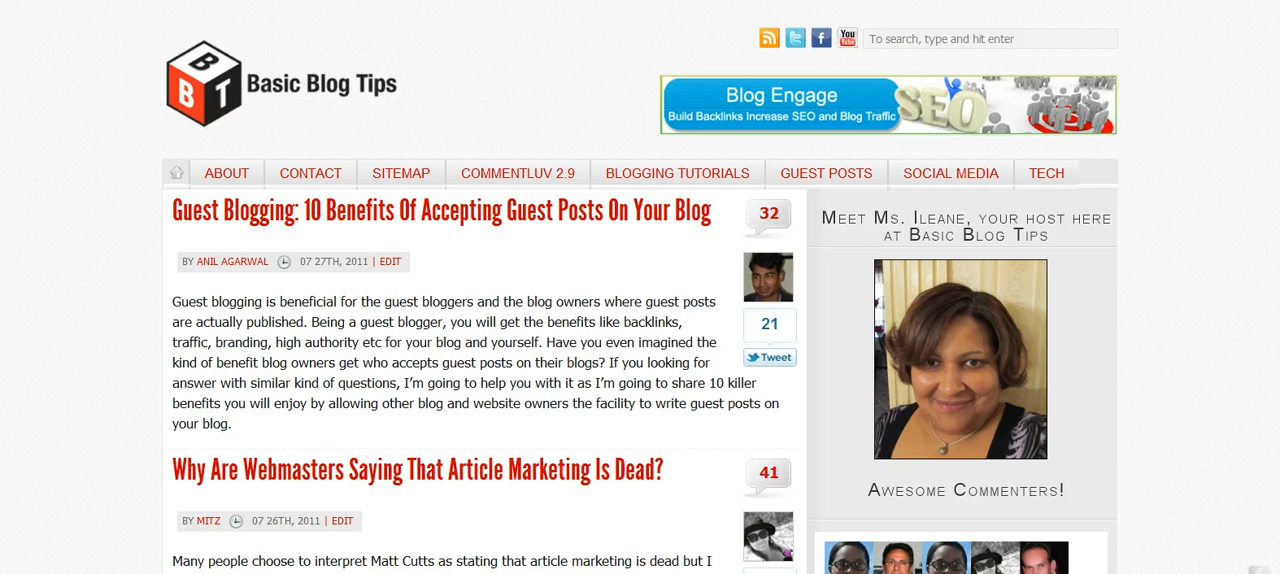 To search, type and hit enter
You
Tube
B
B
T
Basic Blog Tips
Blog Engage
Build Backlinks Increase SEO and Blog Traffic
SEO
ABOUT
CONTACT
SITEMAP
COMMENTLUV 2.9
BLOGGING TUTORIALS
GUEST POSTS
SOCIAL MEDIA
TECH
Guest Blogging: 10 Benefits Of Accepting Guest Posts On Your Blog
32
BY ANIL AGARWAL 07 27TH, 2011 | EDIT
Guest blogging is beneficial for the guest bloggers and the blog owners where guest posts
are actually published. Being a guest blogger, you will get the benefits like backlinks,
traffic, branding, high authority etc for your blog and yourself. Have you even imagined the
kind of benefit blog owners get who accepts guest posts on their blogs? If you looking for
answer with similar kind of questions, I'm going to help you with it as I'm going to share 10 killer
benefits you will enjoy by allowing other blog and website owners the facility to write guest posts on
your blog.
21
Tweet
Why Are Webmasters Saying That Article Marketing Is Dead?
41
BY MITZ 07 26TH, 2011 | EDIT
Many people choose to interpret Matt Cutts as stating that article marketing is dead but I
Meet Ms. Ileane, your host here
at Basic Blog Tips
Awesome Commenters!